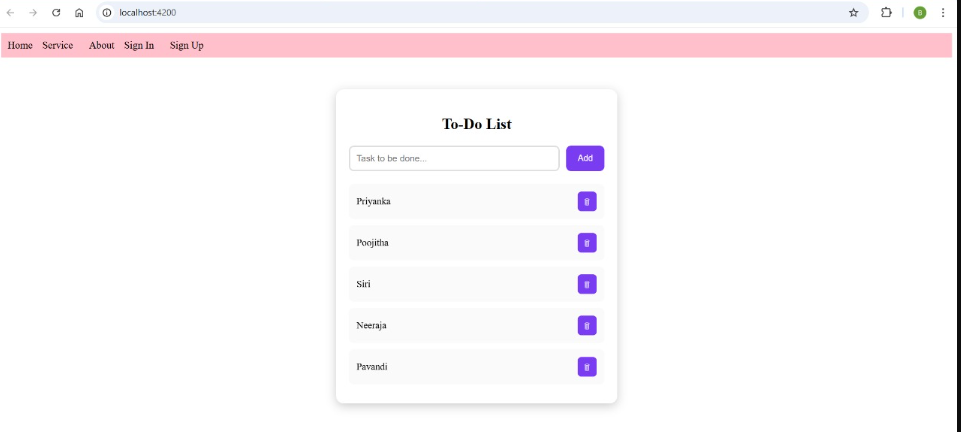 localhost:4200
B
Home Service About Sign In Sign Up
To-Do List
Task to be done...
Add
Priyanka
Poojitha
Siri
Neeraja
Pavandi